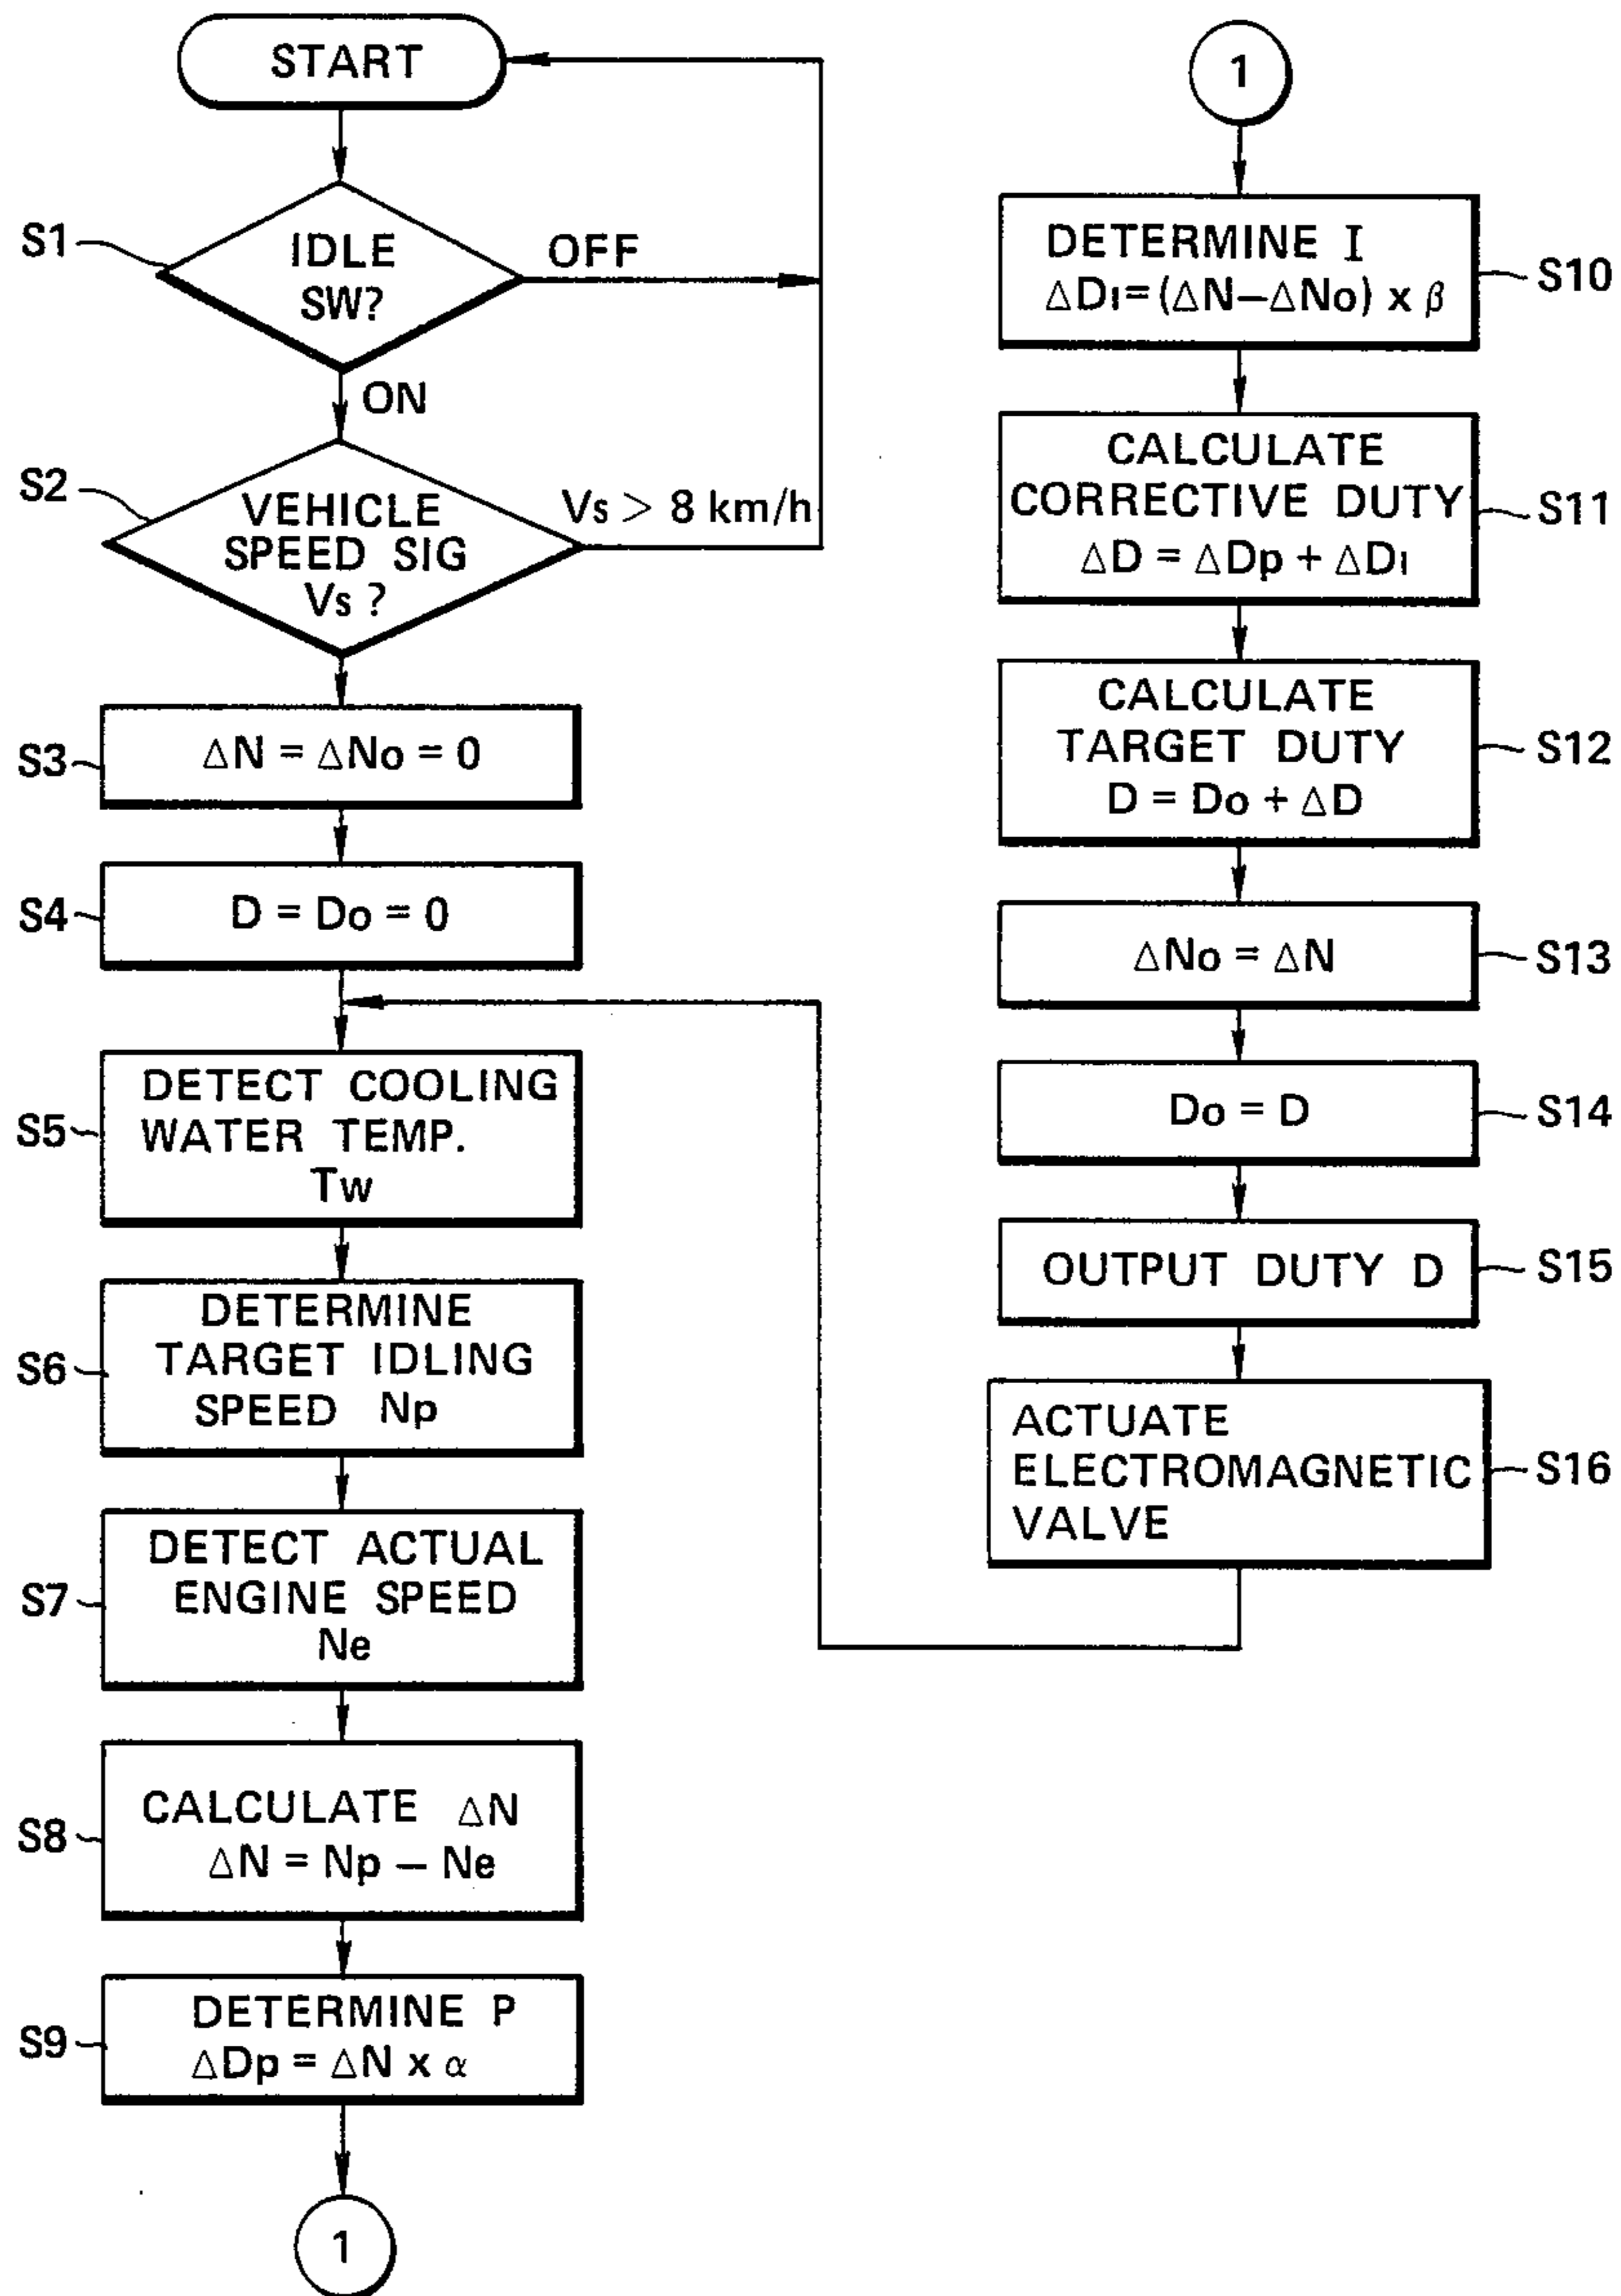 START
S1
IDLE
SW?
OFF
ON
S2
VEHICLE
SPEED SIG
Vs ?
Vs > 8 km/h
S3
ΔN = ΔNo = 0
S4
D = Do = 0
S5
DETECT COOLING
WATER TEMP.
Tw
S6
DETERMINE
TARGET IDLING
SPEED Np
S7
DETECT ACTUAL
ENGINE SPEED
Ne
S8
CALCULATE ΔN
ΔN = Np – Ne
S9
DETERMINE P
ΔDp = ΔN x α
1
1
DETERMINE I
ΔDI = (ΔN–ΔNo) x β
S10
CALCULATE
CORRECTIVE DUTY
ΔD = ΔDp + ΔDI
S11
CALCULATE
TARGET DUTY
D = Do + ΔD
S12
ΔNo = ΔN
S13
Do = D
S14
OUTPUT DUTY D
S15
ACTUATE
ELECTROMAGNETIC
VALVE
S16